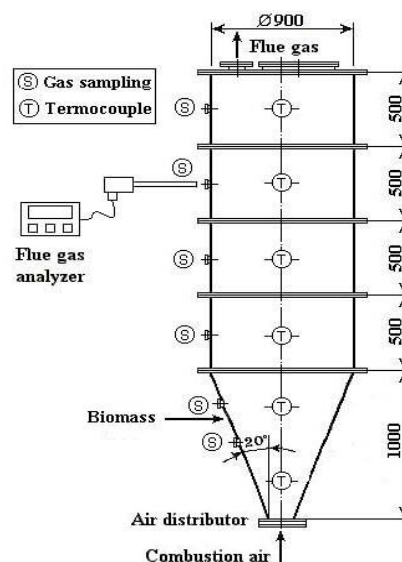 Ø900
Flue gas
Ⓢ Gas sampling
Ⓣ Termocouple
Ⓢ
Ⓣ
500
Ⓢ
Ⓣ
500
Flue gas
analyzer
Ⓢ
Ⓣ
500
Ⓢ
Ⓣ
500
Ⓢ
Ⓣ
Biomass
Ⓢ
20°
1000
Ⓣ
Air distributor
Combustion air